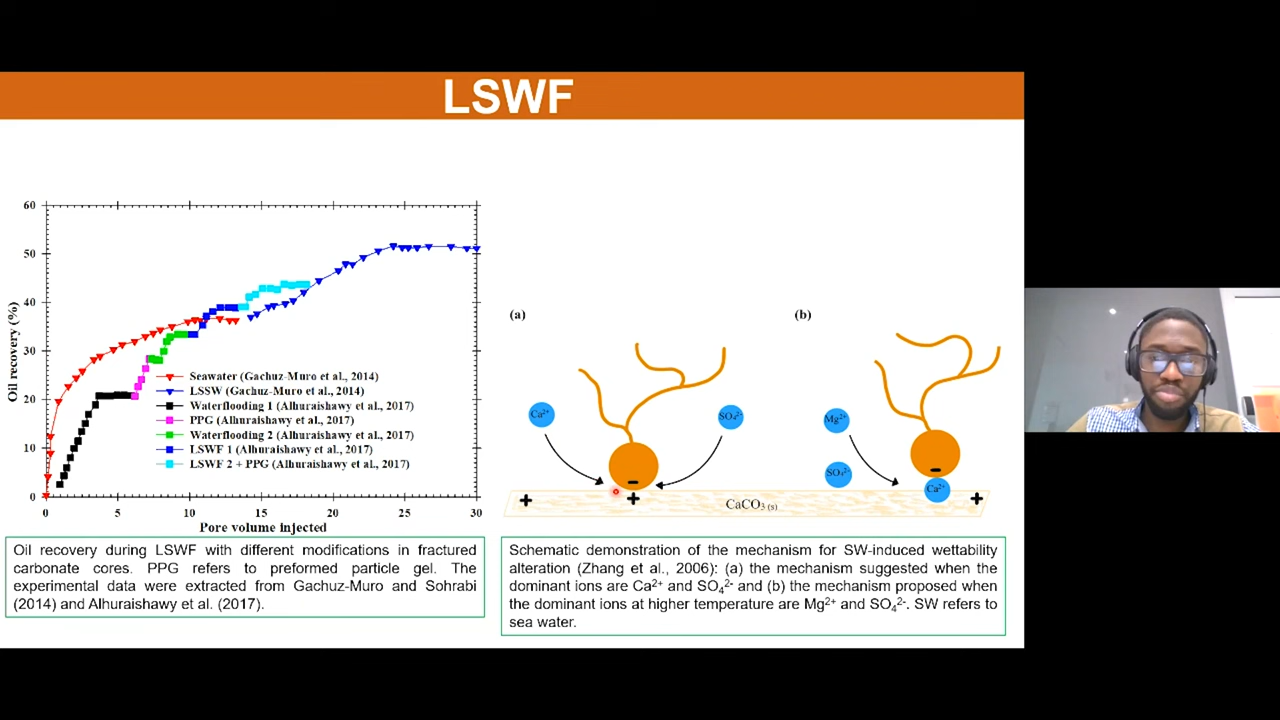 LSWF
60
50
40
30
20
10
0
Oil recovery (%)
0 5 10 15 20 25 30
Pore volume injected
Seawater (Gachuz-Muro et al., 2014)
LSSW (Gachuz-Muro et al., 2014)
Waterflooding 1 (Alhuraishawy et al., 2017)
PPG (Alhuraishawy et al., 2017)
Waterflooding 2 (Alhuraishawy et al., 2017)
LSWF 1 (Alhuraishawy et al., 2017)
LSWF 2 + PPG (Alhuraishawy et al., 2017)
Oil recovery during LSWF with different modifications in fractured
carbonate cores. PPG refers to preformed particle gel. The
experimental data were extracted from Gachuz-Muro and Sohrabi
(2014) and Alhuraishawy et al. (2017).
(a)
Ca²⁺
SO₄²⁻
-
+ +
CaCO₃ (s)
(b)
Mg²⁺
SO₄²⁻
-
Ca²⁺
+
Schematic demonstration of the mechanism for SW-induced wettability
alteration (Zhang et al., 2006): (a) the mechanism suggested when the
dominant ions are Ca²⁺ and SO₄²⁻ and (b) the mechanism proposed when
the dominant ions at higher temperature are Mg²⁺ and SO₄²⁻. SW refers to
sea water.